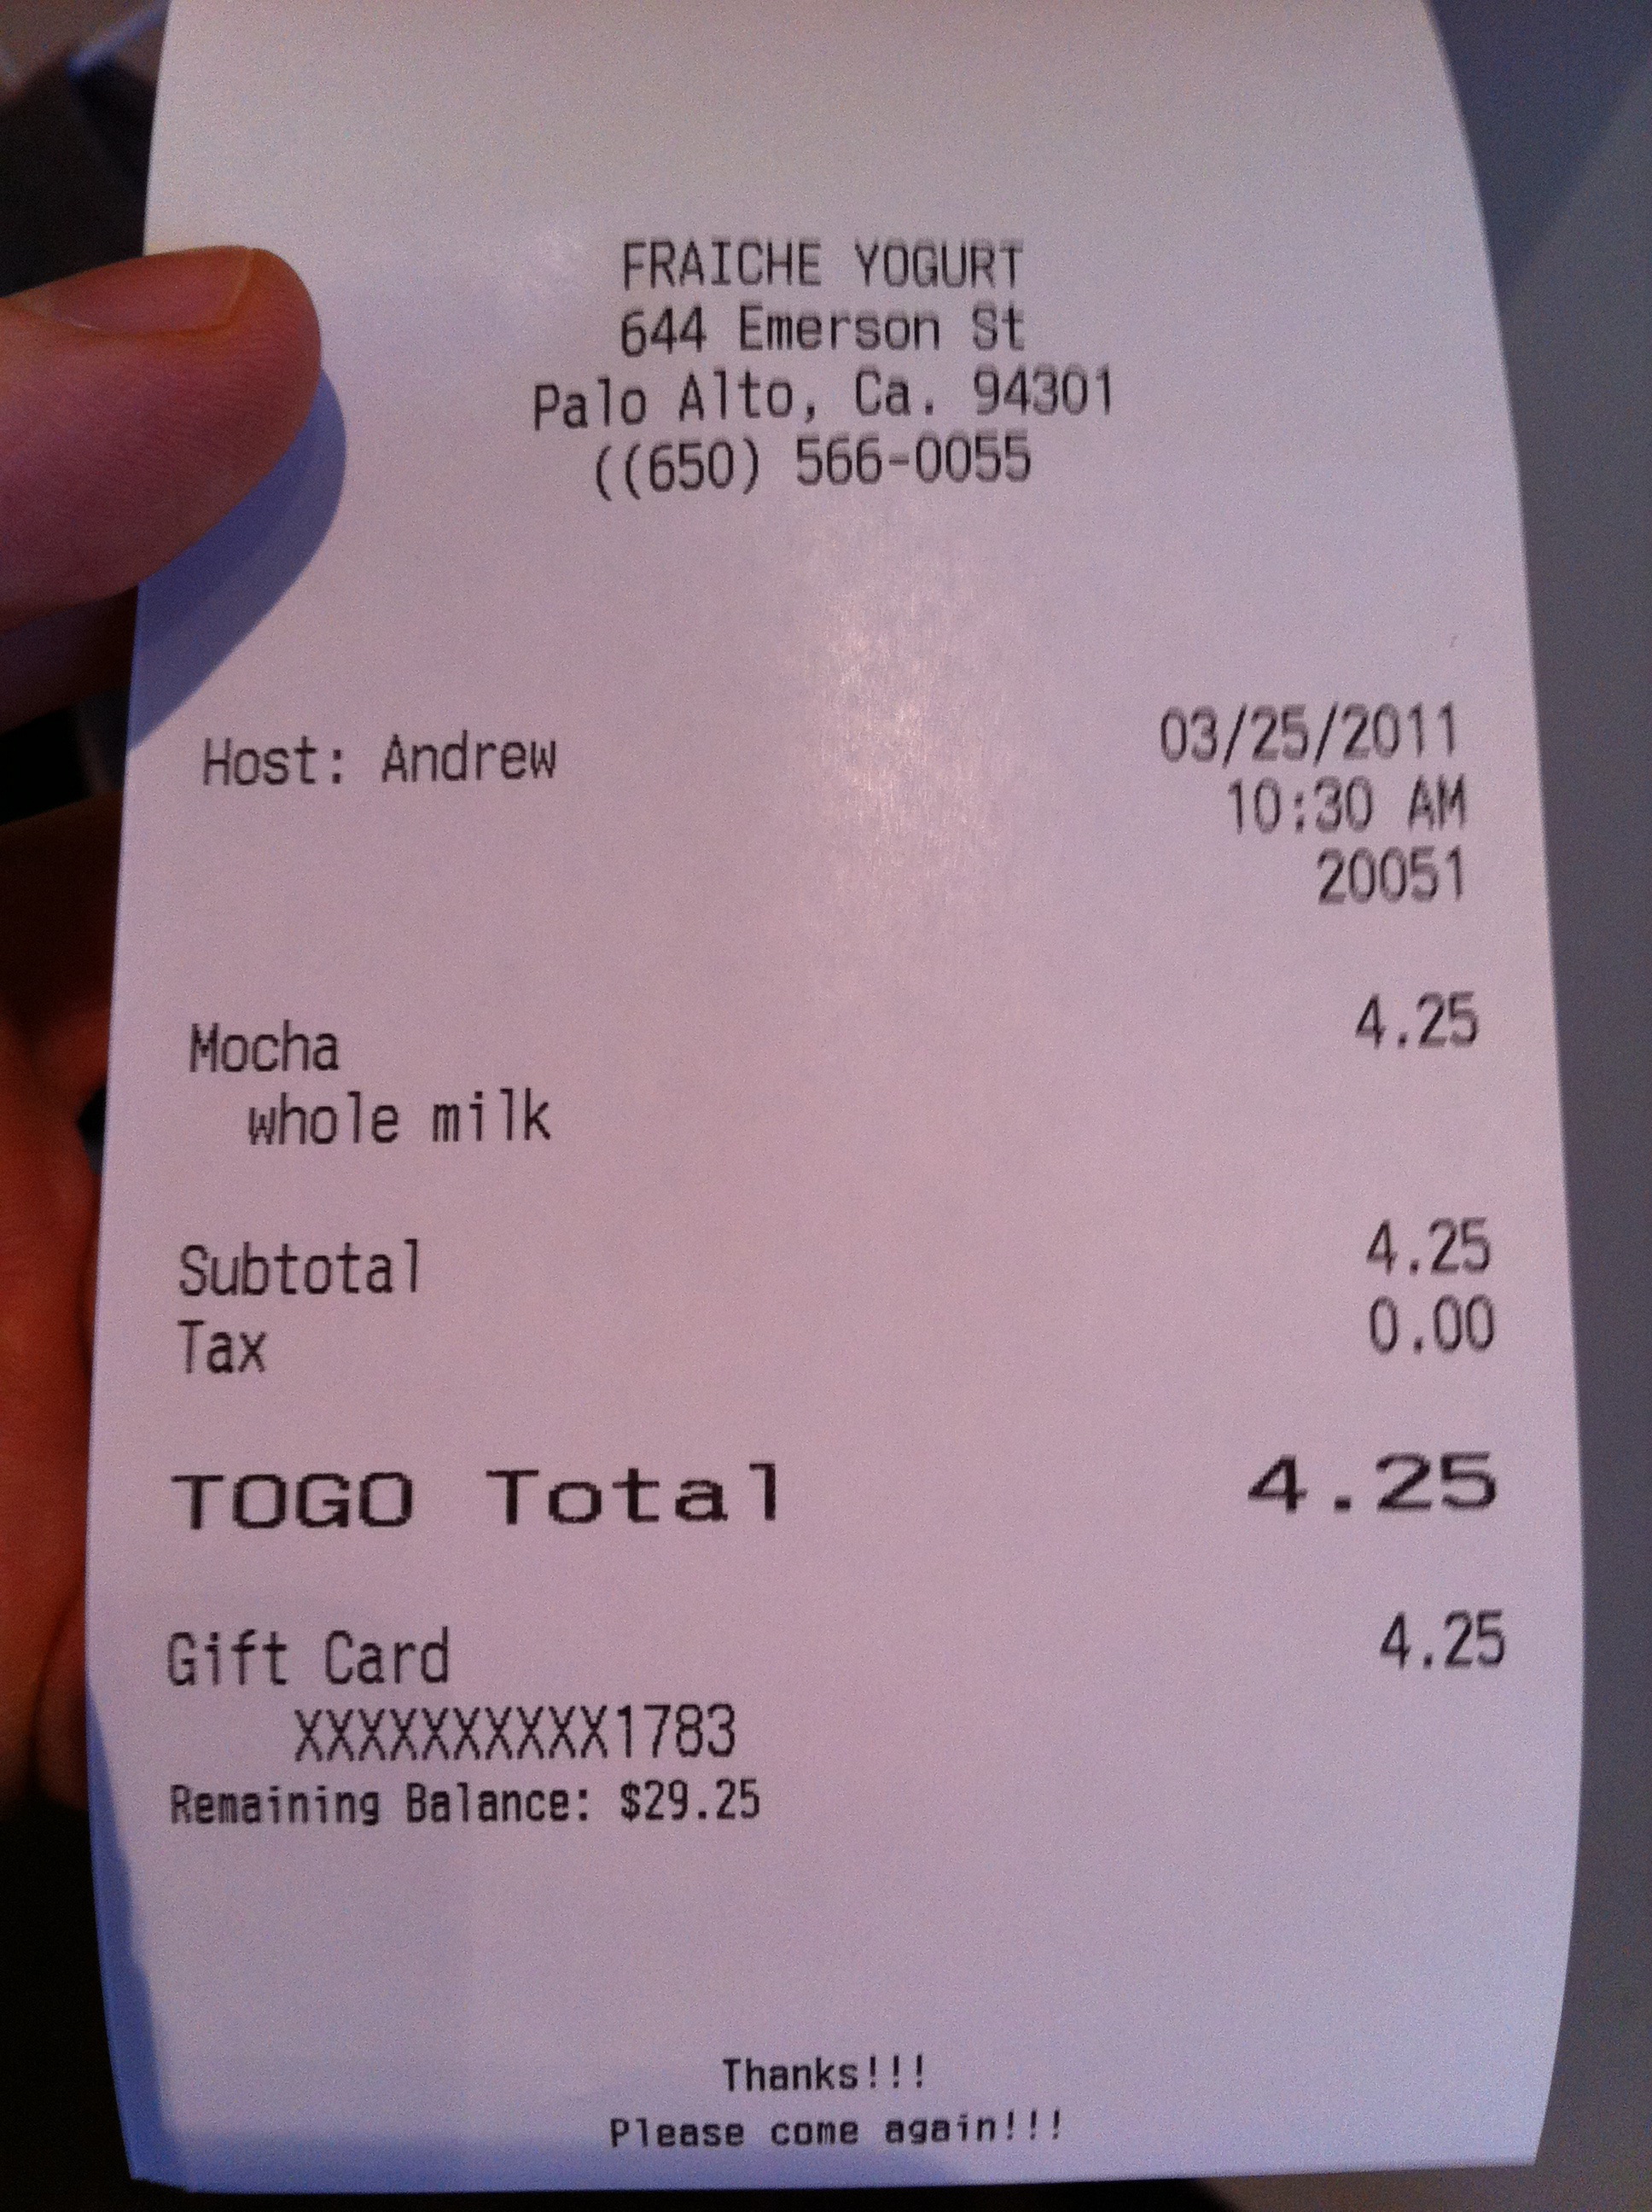 FRAICHE YOGURT
644 Emerson St
Palo Alto, Ca. 94301
((650) 566-0055
Host: Andrew 03/25/2011
10:30 AM
20051
Mocha 4.25
whole milk
Subtotal 4.25
Tax 0.00
TOGO Total 4.25
Gift Card 4.25
XXXXXXXXXX1783
Remaining Balance: $29.25
Thanks!!!
Please come again!!!